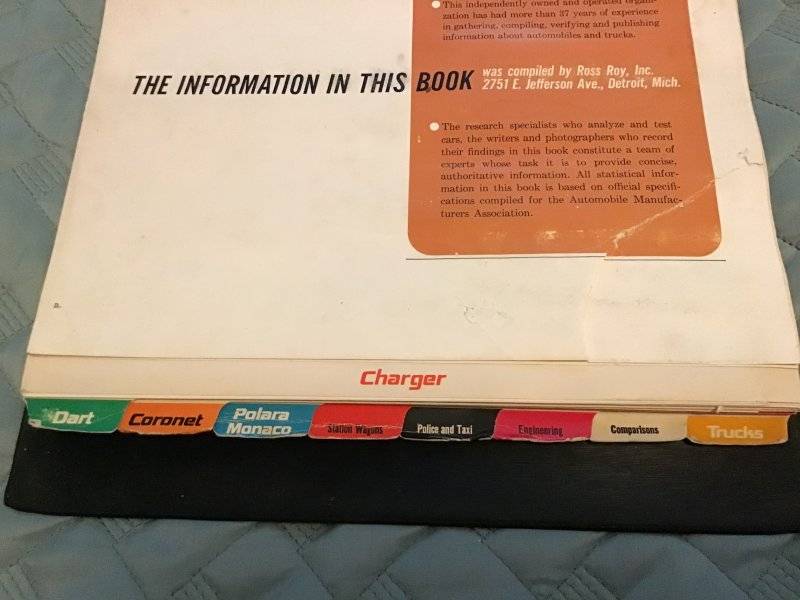 This independently owned and operated organi-
zation has had more than 37 years of experience
in gathering, compiling, verifying and publishing
information about automobiles and trucks.
THE INFORMATION IN THIS BOOK
was compiled by Ross Roy, Inc.
2751 E. Jefferson Ave., Detroit, Mich.
The research specialists who analyze and test
cars, the writers and photographers who record
their findings in this book constitute a team of
experts whose task it is to provide concise,
authoritative information. All statistical infor-
mation in this book is based on official specifi-
cations compiled for the Automobile Manufac-
turers Association.
Charger
Dart
Coronet
Polara
Monaco
Station Wagons
Police and Taxi
Engineering
Comparisons
Trucks